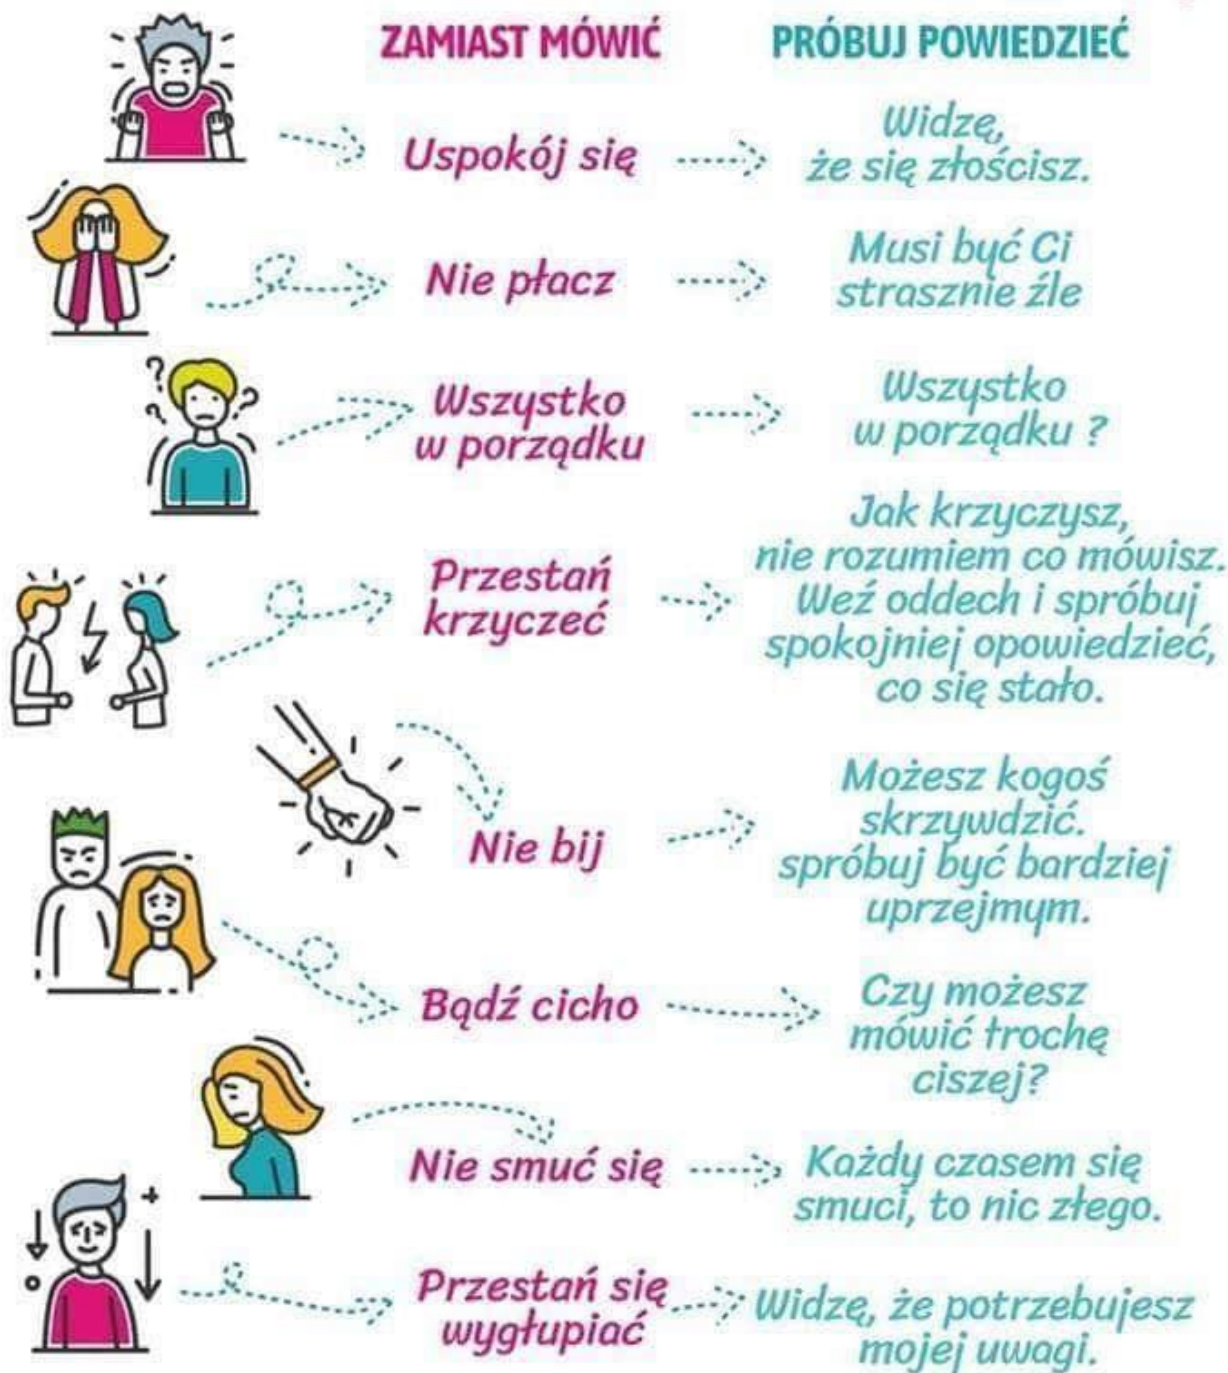 ZAMIAST MÓWIĆ
PRÓBUJ POWIEDZIEĆ
Uspokój się
Widzę,
że się złościsz.
Nie płacz
Musi być Ci
strasznie źle
Wszystko
w porządku
Wszystko
w porządku ?
Przestań
krzyczeć
Jak krzyczysz,
nie rozumiem co mówisz.
Weź oddech i spróbuj
spokojniej opowiedzieć,
co się stało.
Nie bij
Możesz kogoś
skrzywdzić.
spróbuj być bardziej
uprzejmym.
Bądź cicho
Czy możesz
mówić trochę
ciszej?
Nie smuć się
Każdy czasem się
smuci, to nic złego.
Przestań się
wygłupiać
Widzę, że potrzebujesz
mojej uwagi.